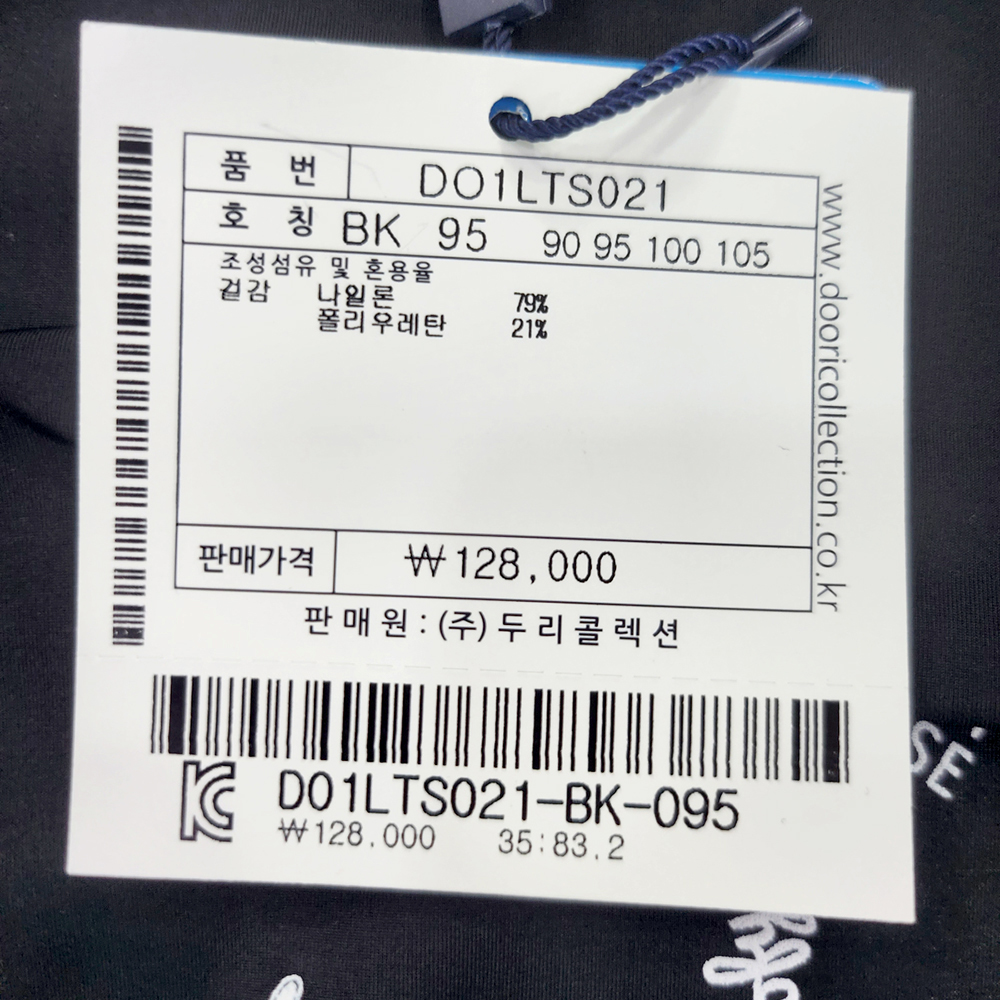 품 번 DO1LTS021
호 칭 BK 95 90 95 100 105
조성섬유 및 혼용율
겉감 나일론 79%
폴리우레탄 21%
판매가격 ₩128,000
판매원 : (주) 두리콜렉션
www.dooricollection.co.kr
KC DO1LTS021-BK-095
₩128,000 35:83.2
SE